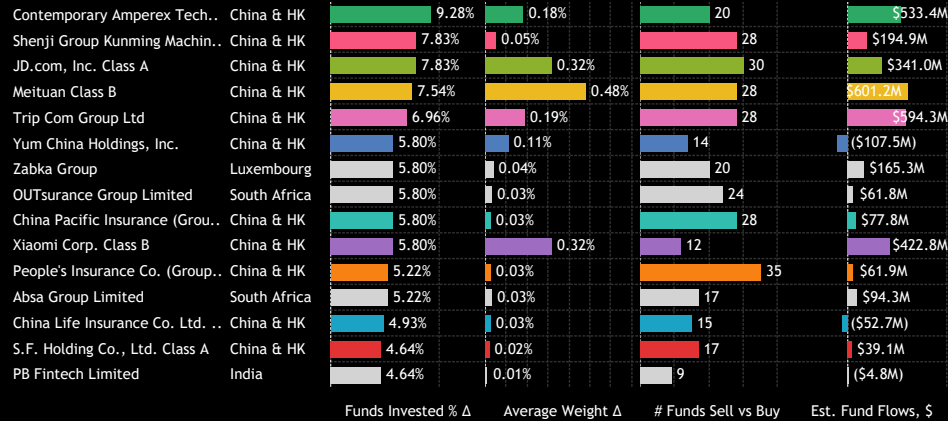 Contemporary Amperex Tech.. China & HK 9.28% 0.18% 20 $533.4M
Shenji Group Kunming Machin.. China & HK 7.83% 0.05% 28 $194.9M
JD.com, Inc. Class A China & HK 7.83% 0.32% 30 $341.0M
Meituan Class B China & HK 7.54% 0.48% 28 $601.2M
Trip Com Group Ltd China & HK 6.96% 0.19% 28 $594.3M
Yum China Holdings, Inc. China & HK 5.80% 0.11% 14 ($107.5M)
Zabka Group Luxembourg 5.80% 0.04% 20 $165.3M
OUTsurance Group Limited South Africa 5.80% 0.03% 24 $61.8M
China Pacific Insurance (Grou.. China & HK 5.80% 0.03% 28 $77.8M
Xiaomi Corp. Class B China & HK 5.80% 0.32% 12 $422.8M
People's Insurance Co. (Group.. China & HK 5.22% 0.03% 35 $61.9M
Absa Group Limited South Africa 5.22% 0.03% 17 $94.3M
China Life Insurance Co. Ltd. .. China & HK 4.93% 0.03% 15 ($52.7M)
S.F. Holding Co., Ltd. Class A China & HK 4.64% 0.02% 17 $39.1M
PB Fintech Limited India 4.64% 0.01% 9 ($4.8M)
Funds Invested % Δ Average Weight Δ # Funds Sell vs Buy Est. Fund Flows, $